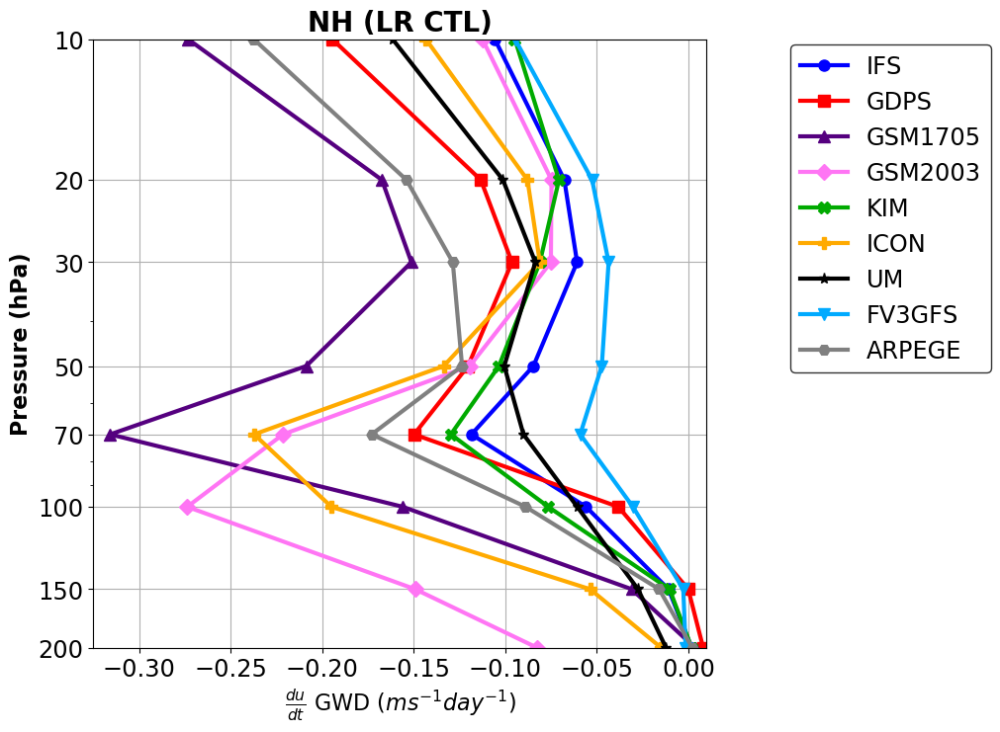 NH (LR CTL)
10
20
30
50
70
100
150
200
Pressure (hPa)
−0.30 −0.25 −0.20 −0.15 −0.10 −0.05 0.00
du/dt GWD (ms⁻¹day⁻¹)
IFS
GDPS
GSM1705
GSM2003
KIM
ICON
UM
FV3GFS
ARPEGE